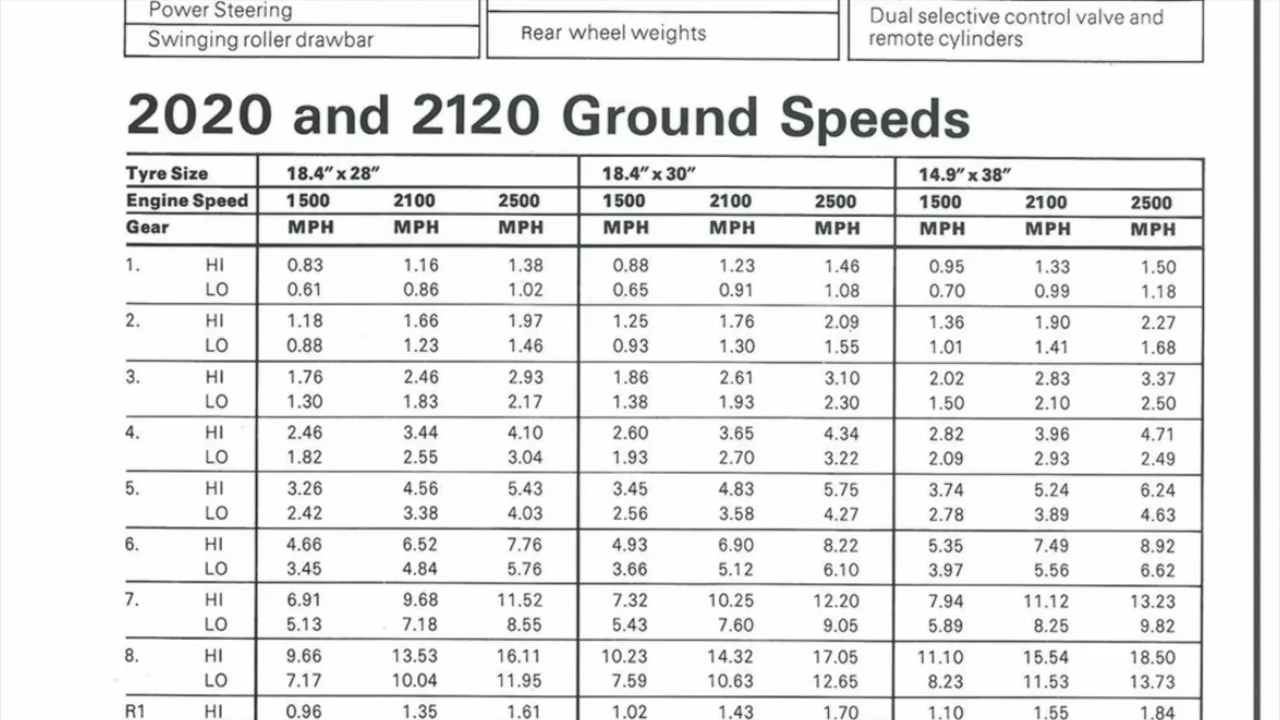 Power Steering
Swinging roller drawbar
Rear wheel weights
Dual selective control valve and
remote cylinders
2020 and 2120 Ground Speeds
Tyre Size 18.4" x 28" 18.4" x 30" 14.9" x 38"
Engine Speed 1500 2100 2500 1500 2100 2500 1500 2100 2500
Gear MPH MPH MPH MPH MPH MPH MPH MPH MPH
1. HI 0.83 1.16 1.38 0.88 1.23 1.46 0.95 1.33 1.50
LO 0.61 0.86 1.02 0.65 0.91 1.08 0.70 0.99 1.18
2. HI 1.18 1.66 1.97 1.25 1.76 2.09 1.36 1.90 2.27
LO 0.88 1.23 1.46 0.93 1.30 1.55 1.01 1.41 1.68
3. HI 1.76 2.46 2.93 1.86 2.61 3.10 2.02 2.83 3.37
LO 1.30 1.83 2.17 1.38 1.93 2.30 1.50 2.10 2.50
4. HI 2.46 3.44 4.10 2.60 3.65 4.34 2.82 3.96 4.71
LO 1.82 2.55 3.04 1.93 2.70 3.22 2.09 2.93 2.49
5. HI 3.26 4.56 5.43 3.45 4.83 5.75 3.74 5.24 6.24
LO 2.42 3.38 4.03 2.56 3.58 4.27 2.78 3.89 4.63
6. HI 4.66 6.52 7.76 4.93 6.90 8.22 5.35 7.49 8.92
LO 3.45 4.84 5.76 3.66 5.12 6.10 3.97 5.56 6.62
7. HI 6.91 9.68 11.52 7.32 10.25 12.20 7.94 11.12 13.23
LO 5.13 7.18 8.55 5.43 7.60 9.05 5.89 8.25 9.82
8. HI 9.66 13.53 16.11 10.23 14.32 17.05 11.10 15.54 18.50
LO 7.17 10.04 11.95 7.59 10.63 12.65 8.23 11.53 13.73
R1 HI 0.96 1.35 1.61 1.02 1.43 1.70 1.10 1.55 1.84